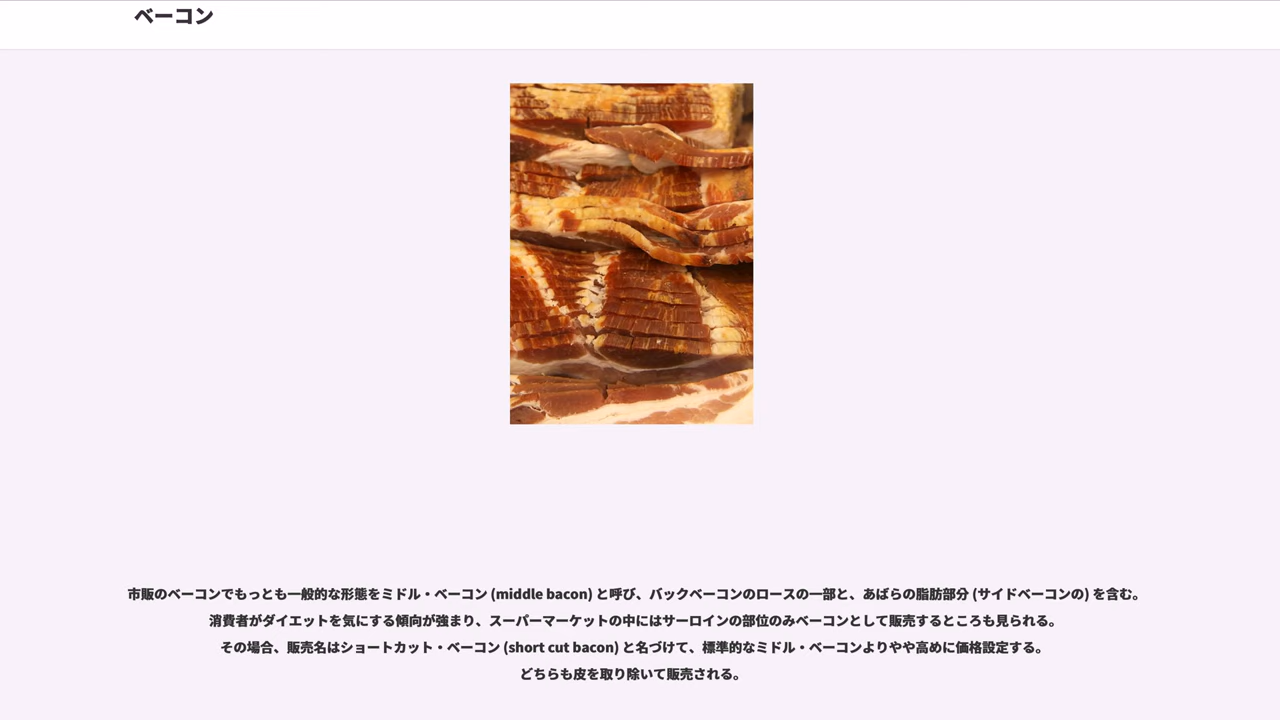 ベーコン
市販のベーコンでもっとも一般的な形態をミドル・ベーコン (middle bacon) と呼び、バックベーコンのロースの一部と、あばらの脂肪部分 (サイドベーコンの) を含む。
消費者がダイエットを気にする傾向が強まり、スーパーマーケットの中にはサーロインの部位のみベーコンとして販売するところも見られる。
その場合、販売名はショートカット・ベーコン (short cut bacon) と名づけて、標準的なミドル・ベーコンよりやや高めに価格設定する。
どちらも皮を取り除いて販売される。